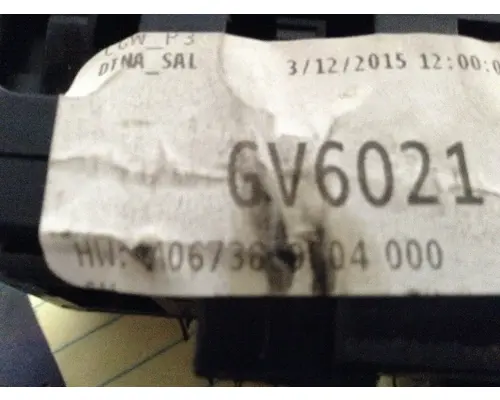 CGW_P3
DINA_SAL 3/12/2015 12:00:0
GV6021
HW: 04 000